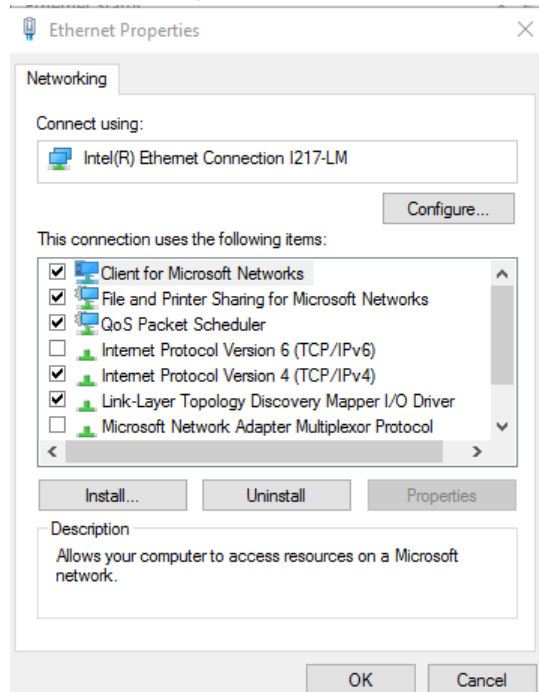 Ethernet Properties
Networking
Connect using:
Intel(R) Ethernet Connection I217-LM
Configure...
This connection uses the following items:
Client for Microsoft Networks
File and Printer Sharing for Microsoft Networks
QoS Packet Scheduler
Internet Protocol Version 6 (TCP/IPv6)
Internet Protocol Version 4 (TCP/IPv4)
Link-Layer Topology Discovery Mapper I/O Driver
Microsoft Network Adapter Multiplexor Protocol
Install... Uninstall Properties
Description
Allows your computer to access resources on a Microsoft
network.
OK Cancel